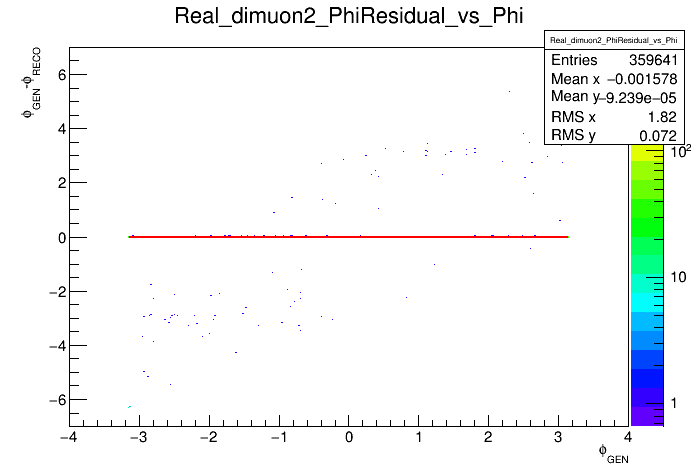 Real_dimuon2_PhiResidual_vs_Phi
Real_dimuon2_PhiResidual_vs_Phi
Entries 359641
Mean x −0.001578
Mean y −9.239e−05
RMS x 1.82
RMS y 0.072
ϕGEN-ϕRECO
6
4
2
0
−2
−4
−6
−4 −3 −2 −1 0 1 2 3 4
ϕGEN
10²
10
1